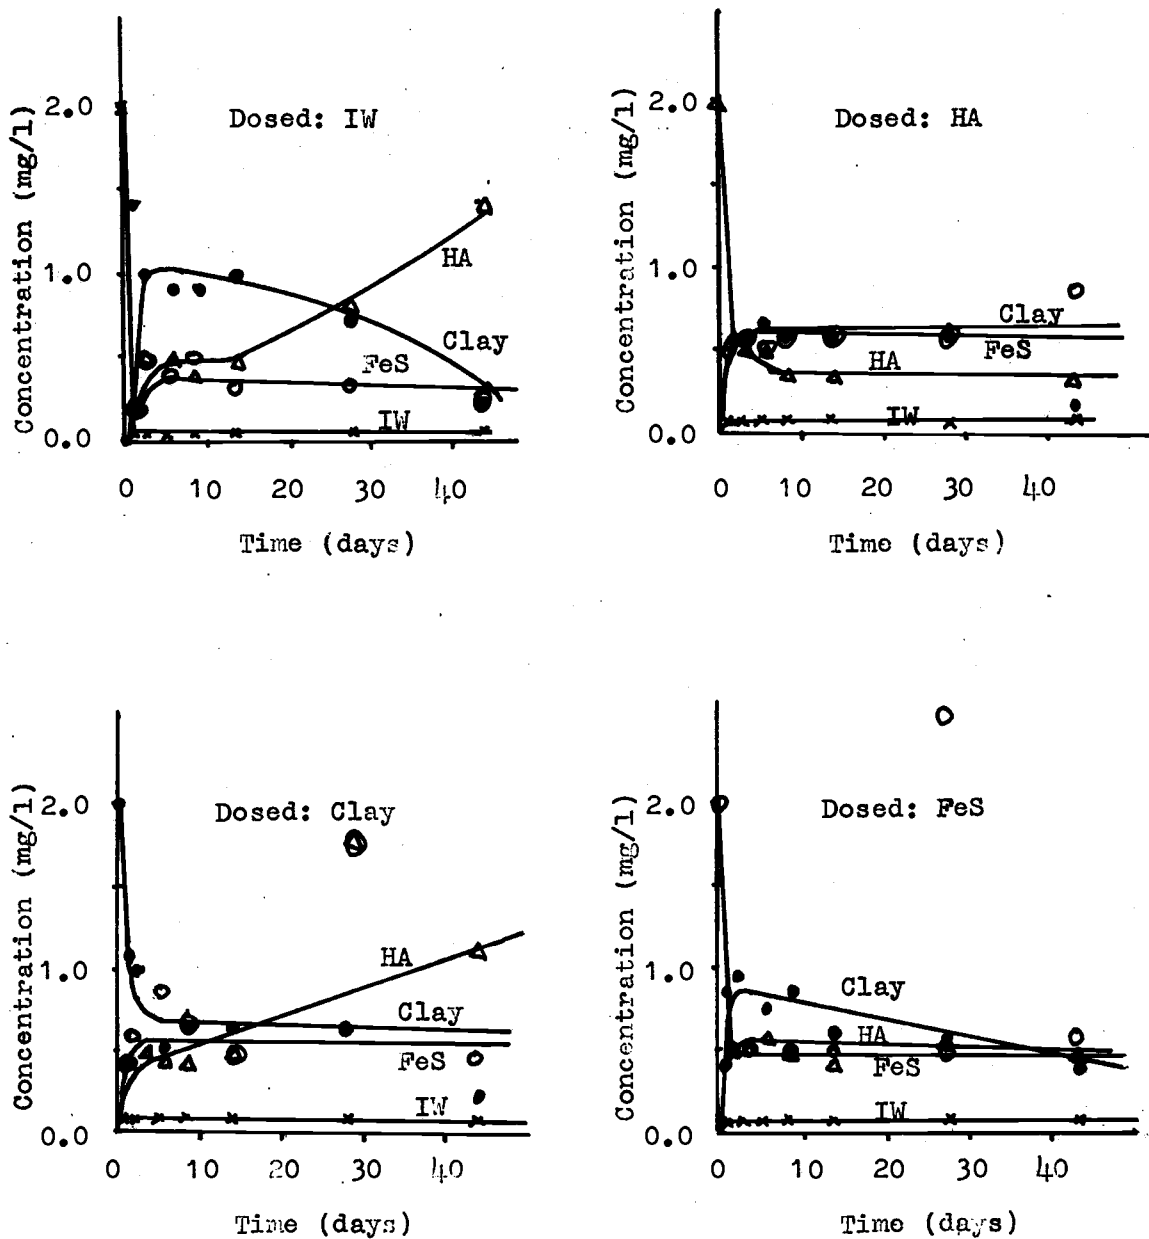 Concentration (mg/l)
2.0
1.0
0.0
Dosed: IW
HA
Clay
FeS
IW
0 10 20 30 40
Time (days)
Concentration (mg/l)
2.0
1.0
0.0
Dosed: HA
Clay
FeS
HA
IW
0 10 20 30 40
Time (days)
Concentration (mg/l)
2.0
1.0
0.0
Dosed: Clay
HA
Clay
FeS
IW
0 10 20 30 40
Time (days)
Concentration (mg/l)
2.0
1.0
0.0
Dosed: FeS
Clay
HA
FeS
IW
0 10 20 30 40
Time (days)